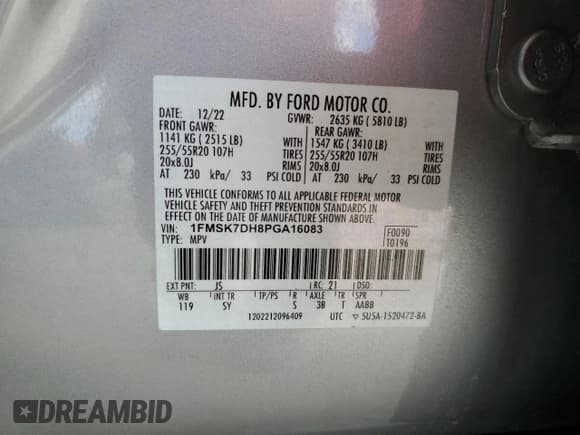 MFD. BY FORD MOTOR CO.
DATE: 12/22 GVWR: 2635 KG ( 5810 LB)
FRONT GAWR: REAR GAWR:
1141 KG ( 2515 LB) WITH 1547 KG ( 3410 LB) WITH
255/55R20 107H TIRES 255/55R20 107H TIRES
20x8.0J RIMS 20x8.0J RIMS
AT 230 kPa/ 33 PSI COLD AT 230 kPa/ 33 PSI COLD
THIS VEHICLE CONFORMS TO ALL APPLICABLE FEDERAL MOTOR
VEHICLE SAFETY AND THEFT PREVENTION STANDARDS IN
EFFECT ON THE DATE OF MANUFACTURE SHOWN ABOVE.
VIN: 1FMSK7DH8PGA16083 F0090
TYPE: MPV T0196
EXT PNT: JS RC: 21 DSO:
WB INT TR TP/PS R AXLE TR SPR
119 SY S 3B T AABB
1202212096409 UTC ▽ 5USA-1520472-BA
DREAMBID